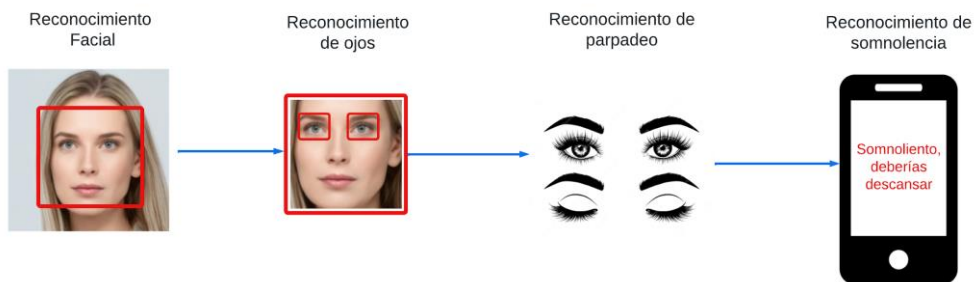 Reconocimiento
Facial
Reconocimiento
de ojos
Reconocimiento de
parpadeo
Reconocimiento de
somnolencia
Somnoliento,
deberías
descansar